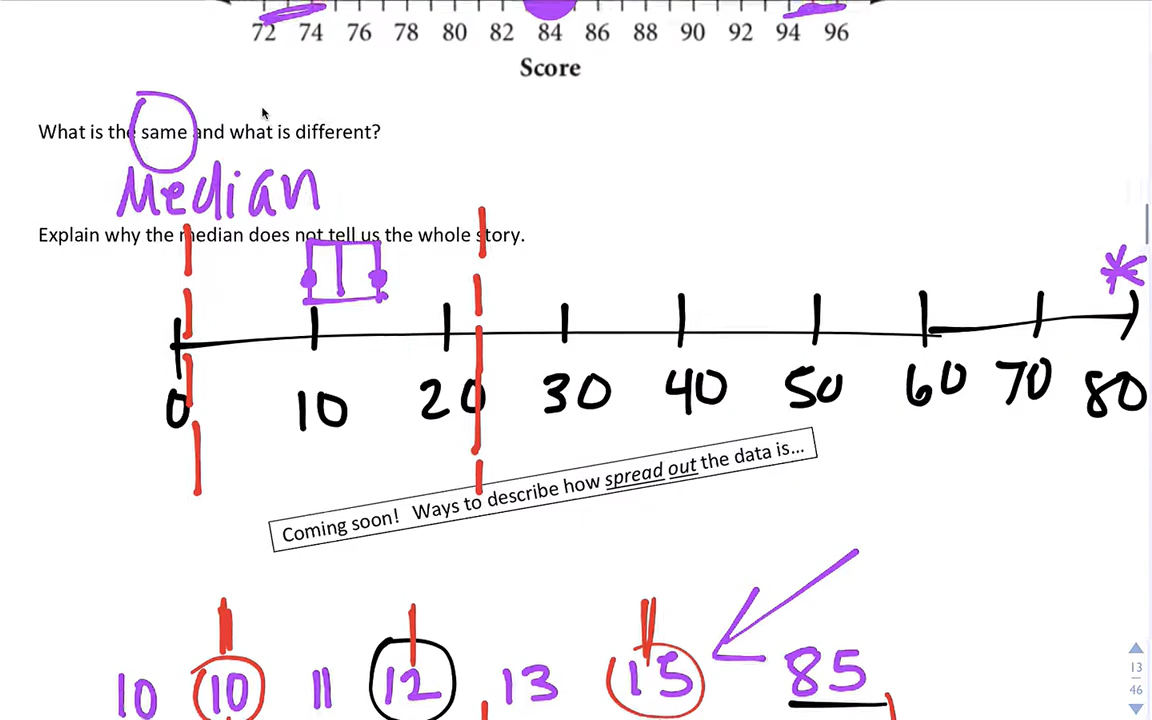 72 74 76 78 80 82 84 86 88 90 92 94 96
Score
What is the same and what is different?
Median
Explain why the median does not tell us the whole story.
0 10 20 30 40 50 60 70 80
Coming soon! Ways to describe how spread out the data is...
10 10 11 12 13 15 85
13
46